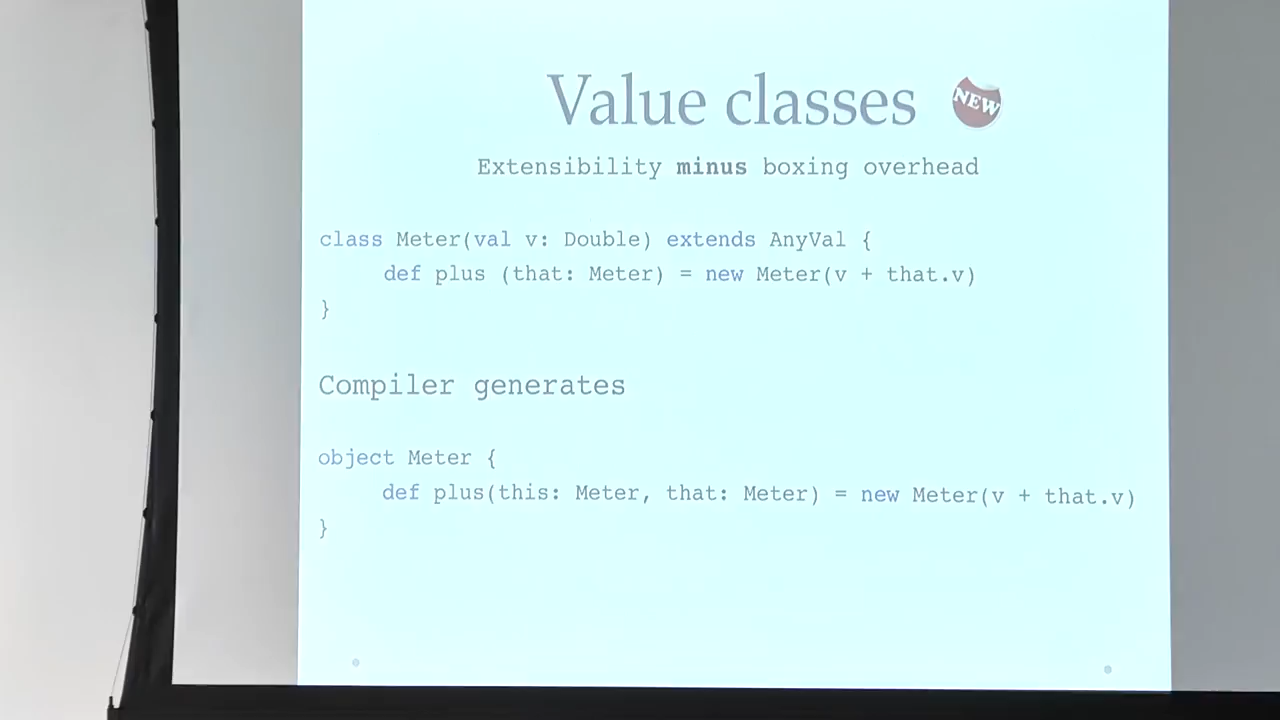 Value classes NEW
Extensibility minus boxing overhead
class Meter(val v: Double) extends AnyVal {
def plus (that: Meter) = new Meter(v + that.v)
}
Compiler generates
object Meter {
def plus(this: Meter, that: Meter) = new Meter(v + that.v)
}